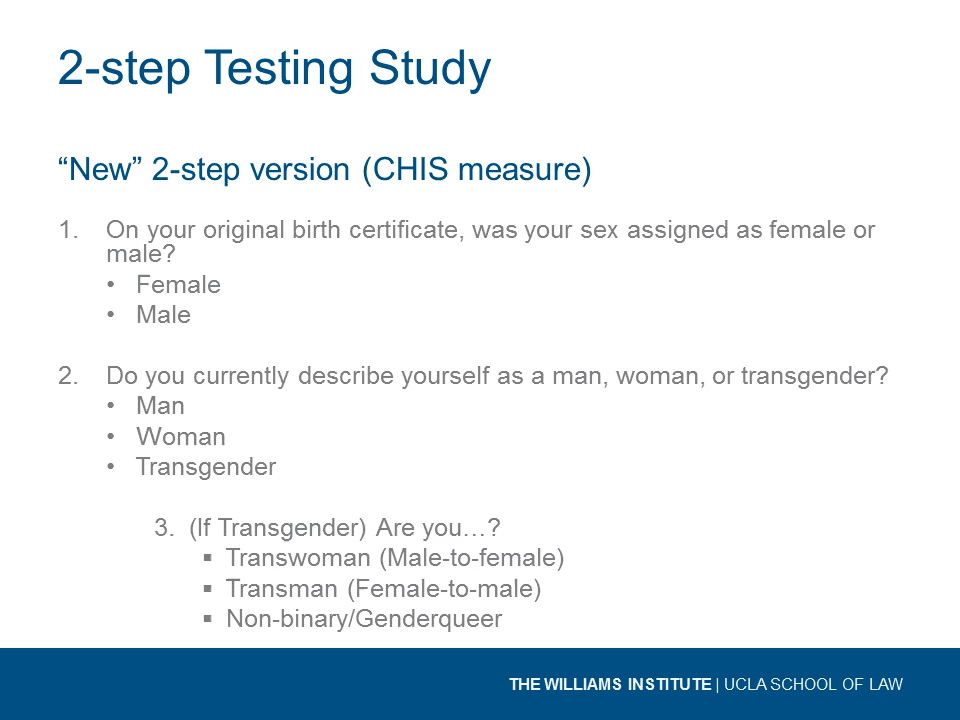 2-step Testing Study
“New” 2-step version (CHIS measure)
1. On your original birth certificate, was your sex assigned as female or
male?
• Female
• Male
2. Do you currently describe yourself as a man, woman, or transgender?
• Man
• Woman
• Transgender
3. (If Transgender) Are you…?
▪ Transwoman (Male-to-female)
▪ Transman (Female-to-male)
▪ Non-binary/Genderqueer
THE WILLIAMS INSTITUTE | UCLA SCHOOL OF LAW